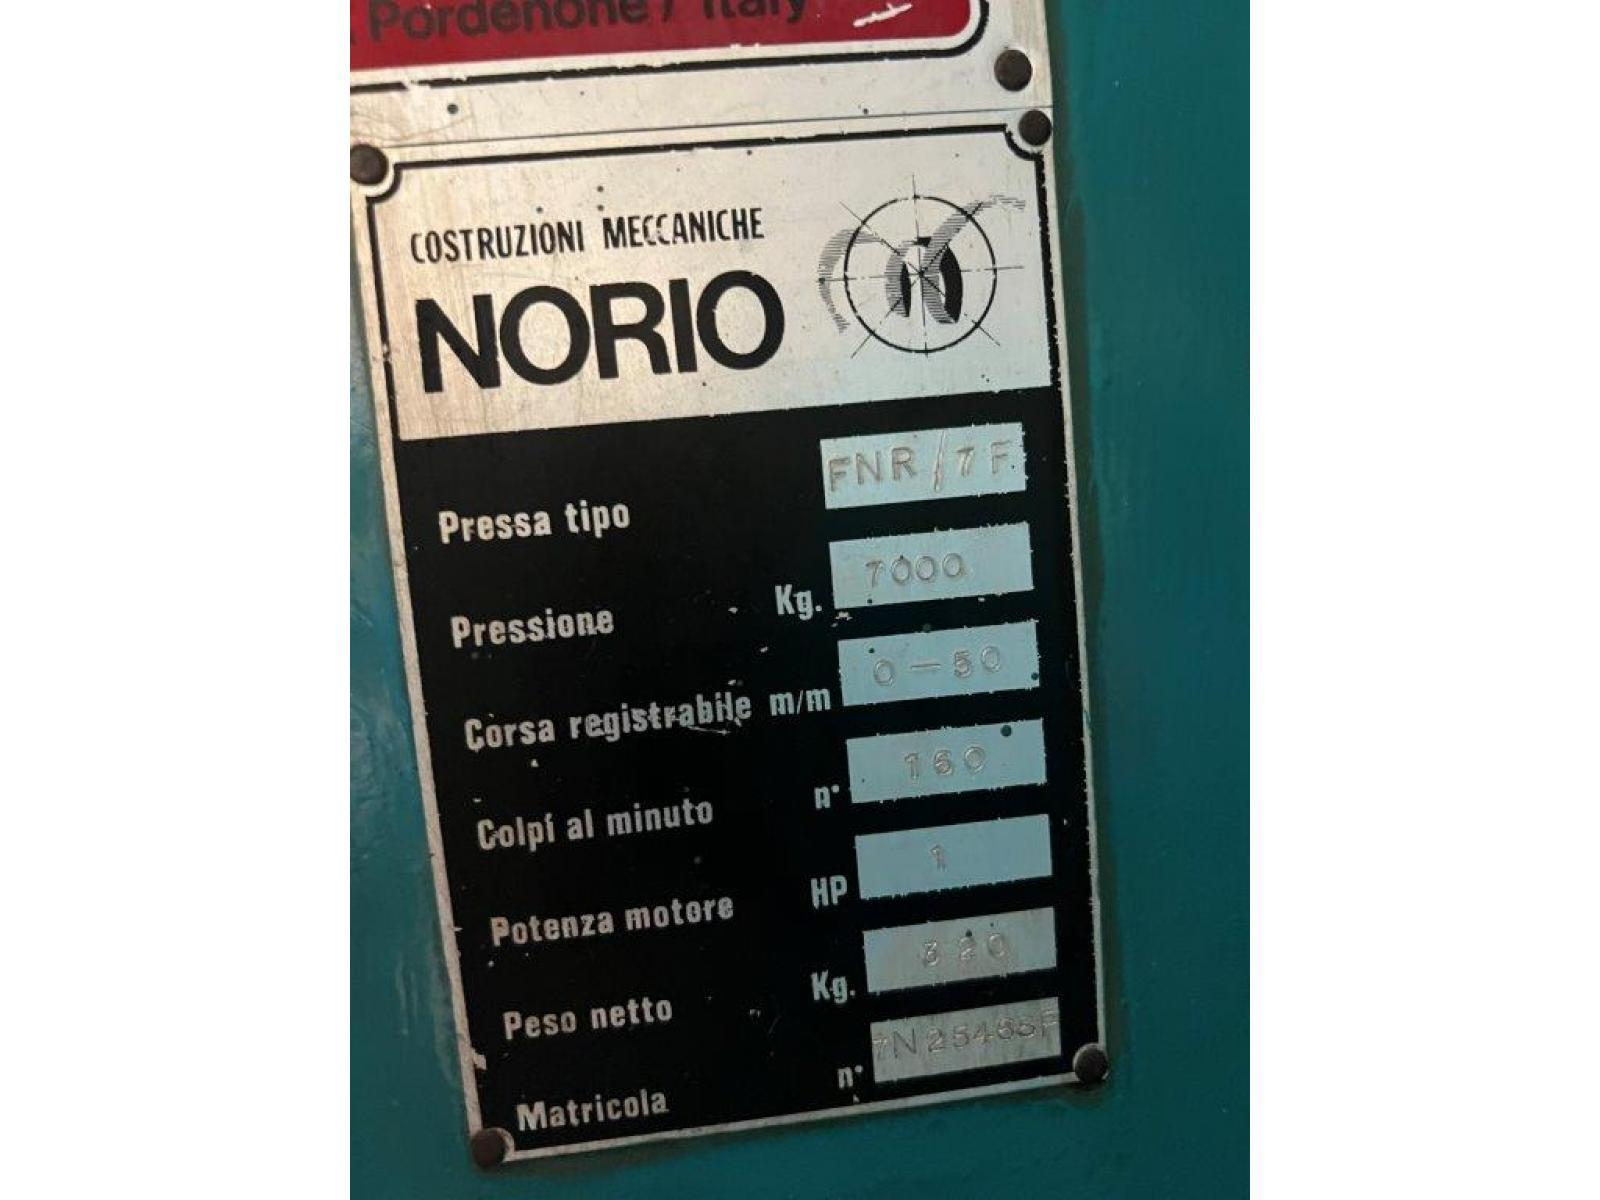 Pordenone / Italy
COSTRUZIONI MECCANICHE
NORIO
Pressa tipo FNR/7F
Pressione Kg. 7000
Corsa registrabile m/m 0-50
Colpi al minuto n° 160
Potenza motore HP 1
Peso netto Kg. 320
Matricola n°